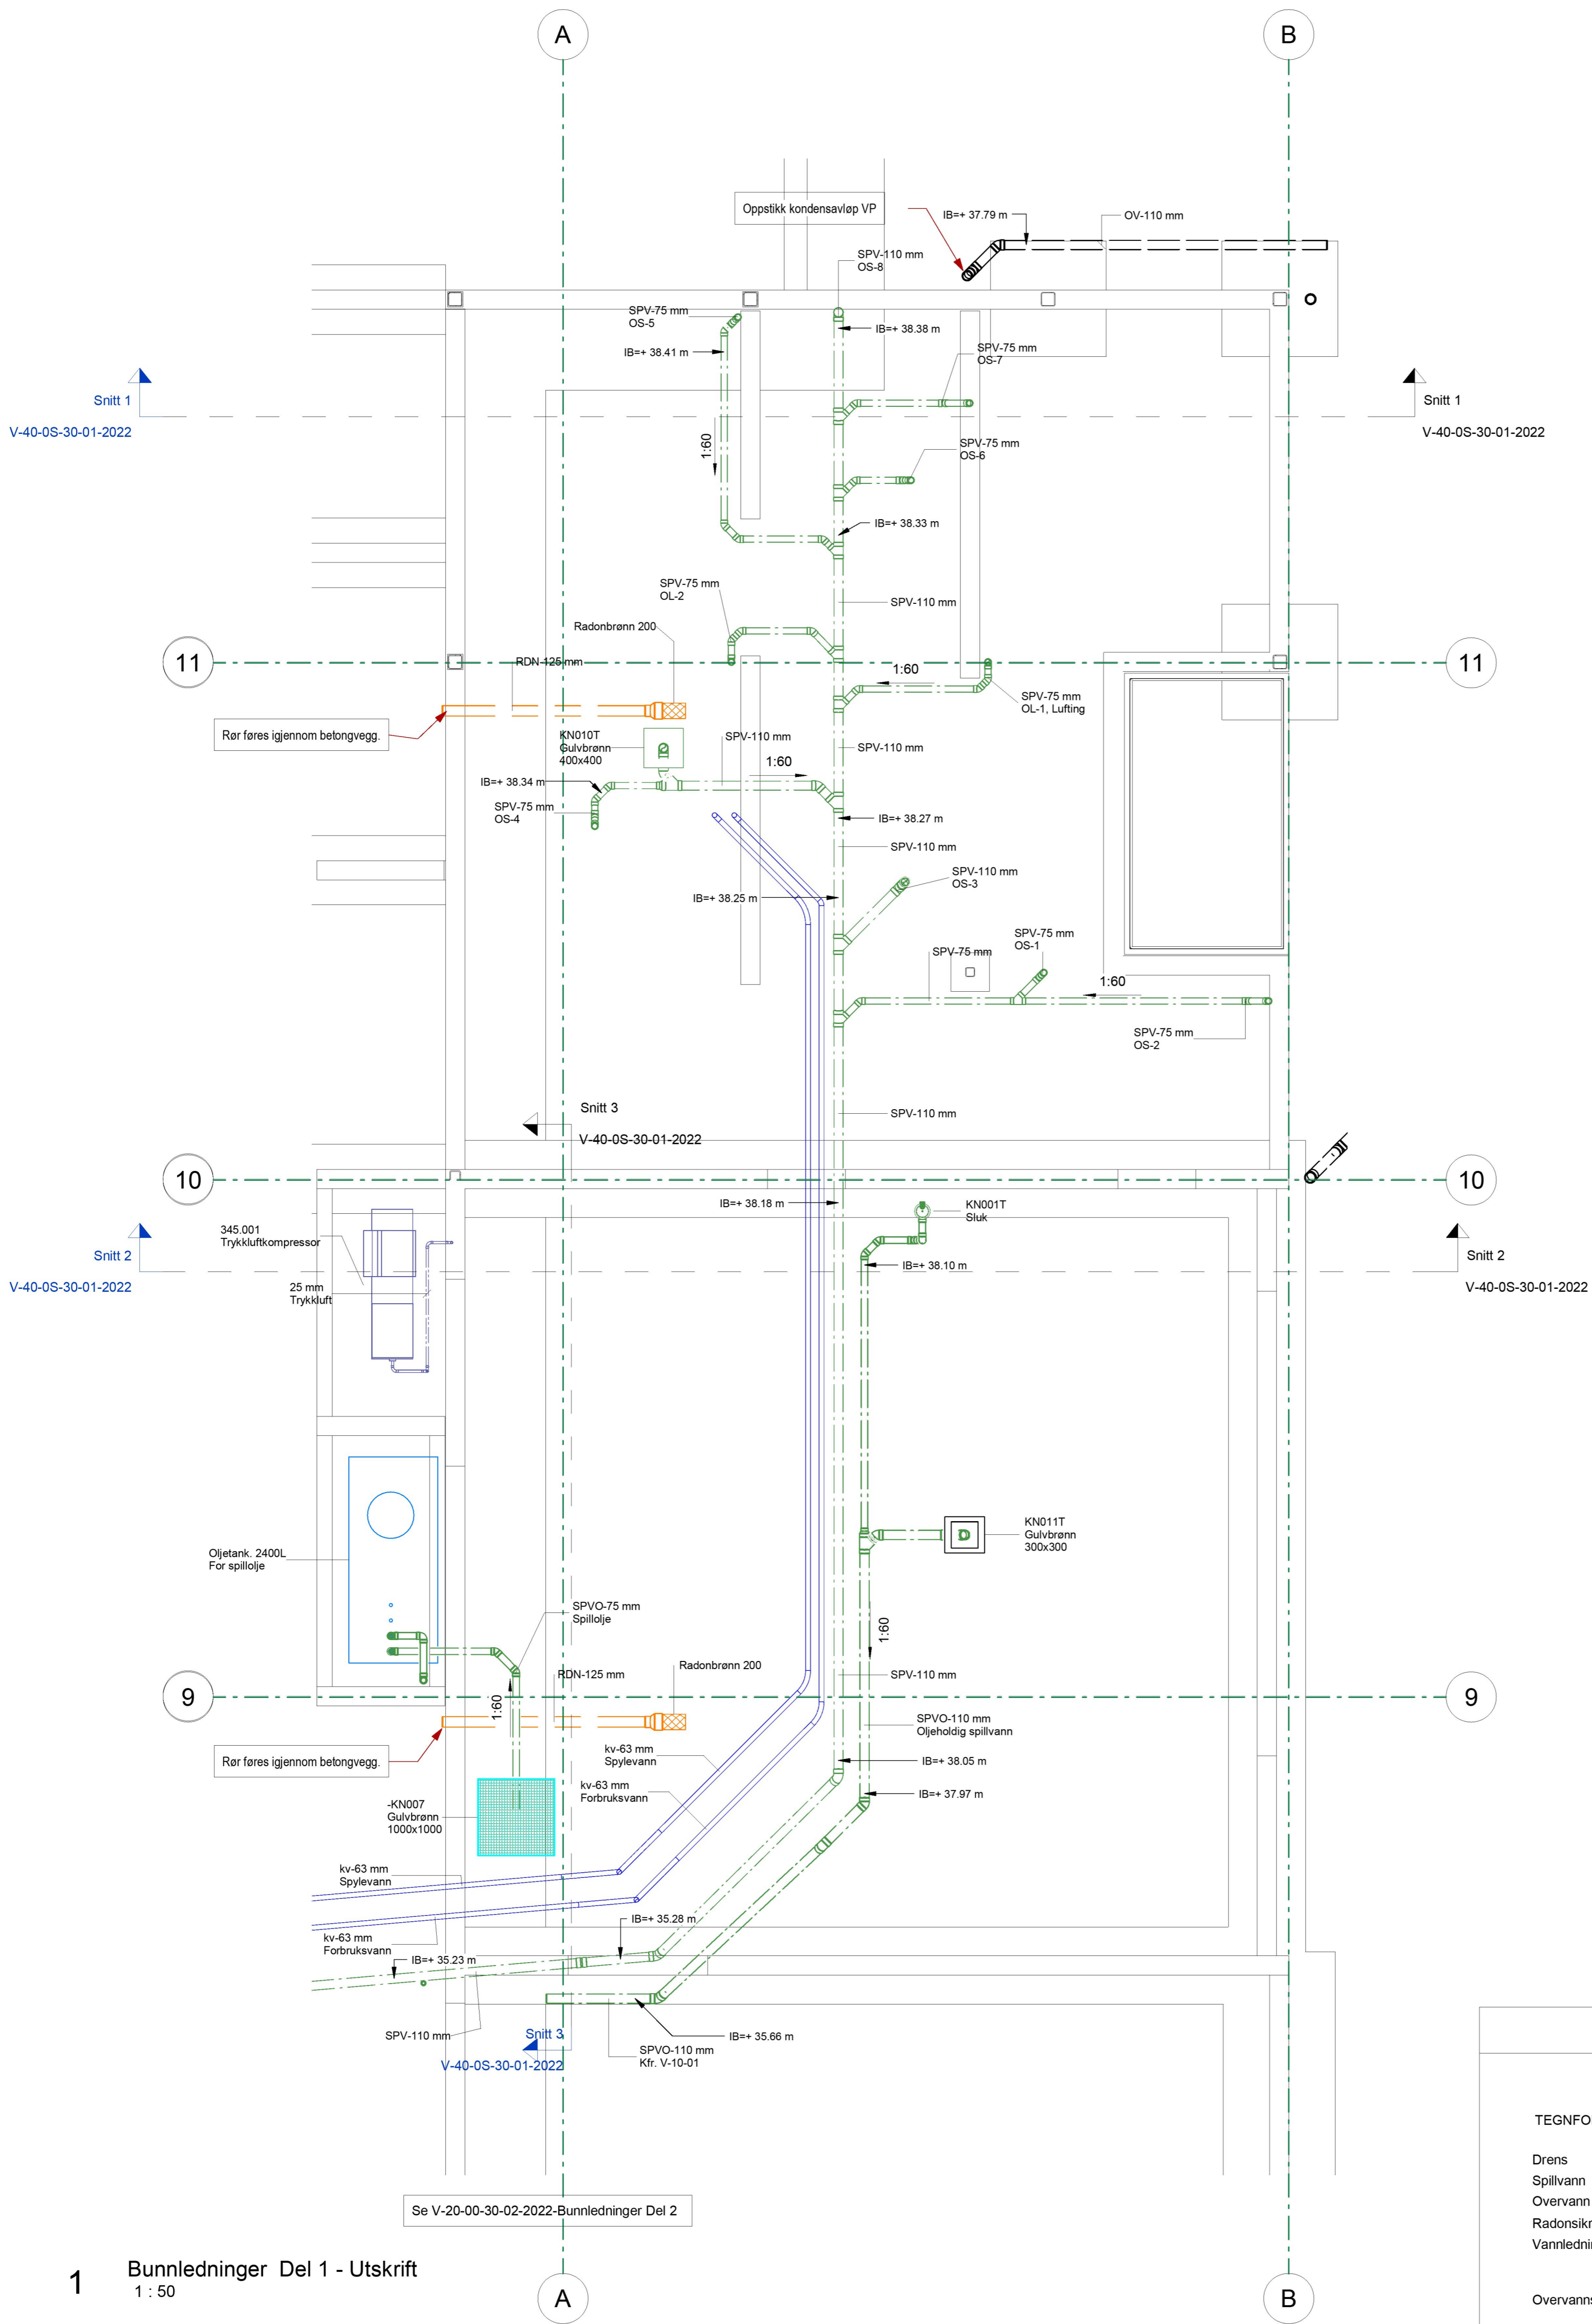 A
B
Oppstikk kondensavløp VP
IB=+ 37.79 m
OV-110 mm
SPV-110 mm
OS-8
SPV-75 mm
OS-5
IB=+ 38.38 m
IB=+ 38.41 m
SPV-75 mm
OS-7
Snitt 1
V-40-0S-30-01-2022
Snitt 1
V-40-0S-30-01-2022
1:60
SPV-75 mm
OS-6
IB=+ 38.33 m
SPV-75 mm
OL-2
SPV-110 mm
Radonbrønn 200
11
RDN-125 mm
1:60
11
SPV-75 mm
OL-1, Lufting
Rør føres igjennom betongvegg.
KN010T
Gulvbrønn
400x400
SPV-110 mm
SPV-110 mm
1:60
IB=+ 38.34 m
SPV-75 mm
OS-4
IB=+ 38.27 m
SPV-110 mm
SPV-110 mm
OS-3
IB=+ 38.25 m
SPV-75 mm
SPV-75 mm
OS-1
1:60
SPV-75 mm
OS-2
Snitt 3
V-40-0S-30-01-2022
SPV-110 mm
10
10
IB=+ 38.18 m
KN001T
Sluk
345.001
Trykkluftkompressor
Snitt 2
V-40-0S-30-01-2022
Snitt 2
V-40-0S-30-01-2022
IB=+ 38.10 m
25 mm
Trykkluft
KN011T
Gulvbrønn
300x300
Oljetank. 2400L
For spillolje
SPVO-75 mm
Spillolje
1:60
RDN-125 mm
Radonbrønn 200
SPV-110 mm
9
1:60
9
SPVO-110 mm
Oljeholdig spillvann
Rør føres igjennom betongvegg.
kv-63 mm
Spylevann
IB=+ 38.05 m
kv-63 mm
Forbruksvann
IB=+ 37.97 m
-KN007
Gulvbrønn
1000x1000
kv-63 mm
Spylevann
IB=+ 35.28 m
kv-63 mm
Forbruksvann
IB=+ 35.23 m
SPV-110 mm
Snitt 3
V-40-0S-30-01-2022
IB=+ 35.66 m
SPVO-110 mm
Kfr. V-10-01
TEGNFO
Drens
Spillvann
Overvann
Radonsikr
Vannlednin
Overvanns
Se V-20-00-30-02-2022-Bunnledninger Del 2
1
Bunnledninger Del 1 - Utskrift
1 : 50
A
B